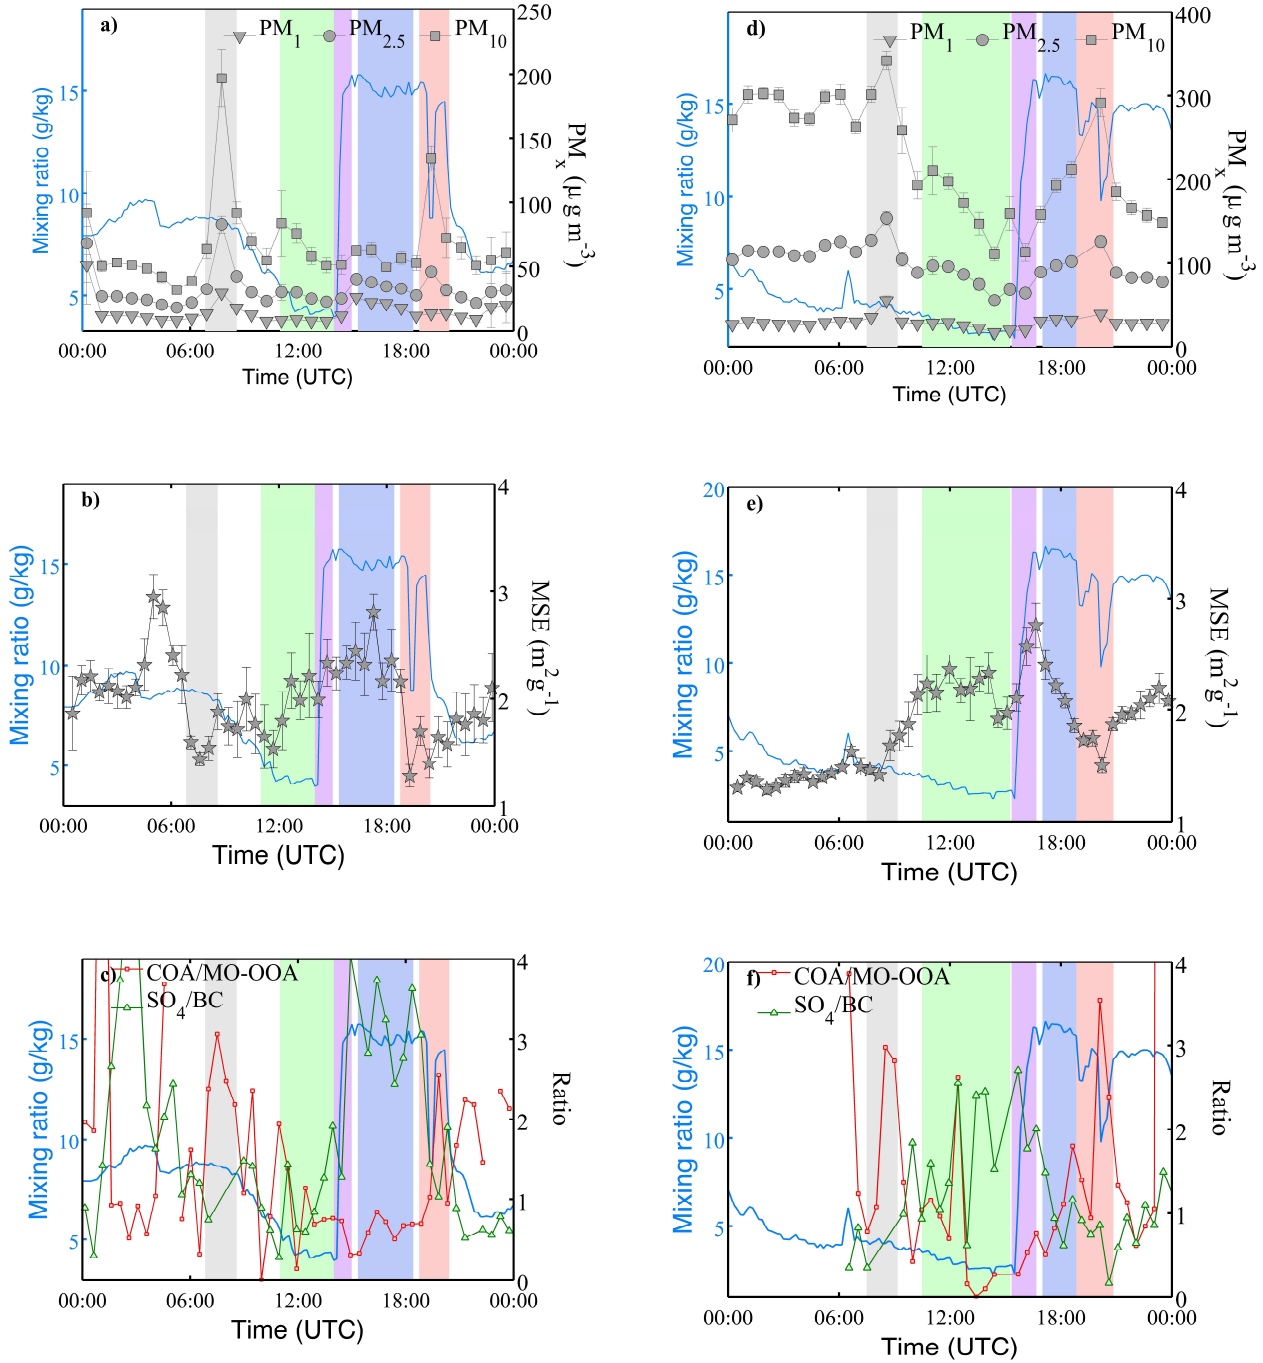 a)
PM1 PM2.5 PM10
Mixing ratio (g/kg)
15
10
5
250
200
150
100
50
0
PMx (μ g m-3)
00:00 06:00 12:00 18:00 00:00
Time (UTC)
d)
PM1 PM2.5 PM10
Mixing ratio (g/kg)
15
10
5
400
300
200
100
0
PMx (μ g m-3)
00:00 06:00 12:00 18:00 00:00
Time (UTC)
b)
Mixing ratio (g/kg)
15
10
5
4
3
2
1
MSE (m2g-1)
00:00 06:00 12:00 18:00 00:00
Time (UTC)
e)
Mixing ratio (g/kg)
20
15
10
5
4
3
2
1
MSE (m2g-1)
00:00 06:00 12:00 18:00 00:00
Time (UTC)
c)
COA/MO-OOA
SO4/BC
Mixing ratio (g/kg)
15
10
5
4
3
2
1
0
Ratio
00:00 06:00 12:00 18:00 00:00
Time (UTC)
f)
COA/MO-OOA
SO4/BC
Mixing ratio (g/kg)
20
15
10
5
4
3
2
1
0
Ratio
00:00 06:00 12:00 18:00 00:00
Time (UTC)